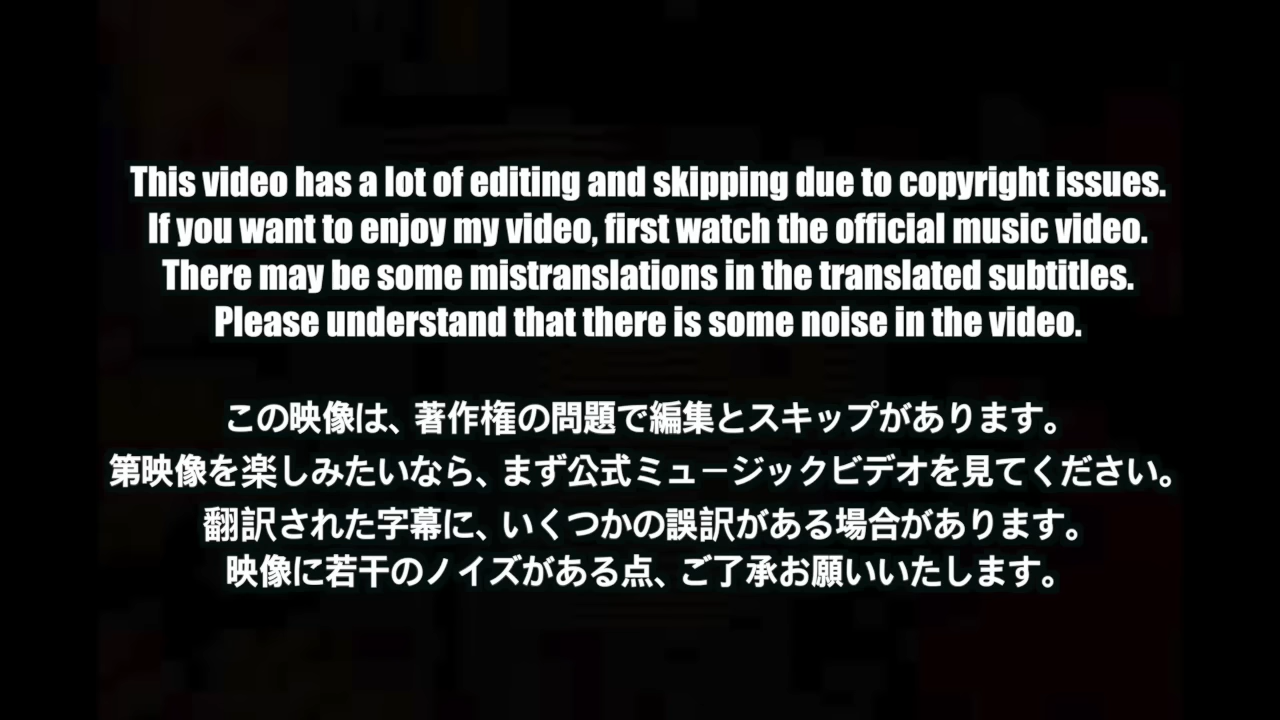 This video has a lot of editing and skipping due to copyright issues.
If you want to enjoy my video, first watch the official music video.
There may be some mistranslations in the translated subtitles.
Please understand that there is some noise in the video.
この映像は、著作権の問題で編集とスキップがあります。
第映像を楽しみたいなら、まず公式ミュージックビデオを見てください。
翻訳された字幕に、いくつかの誤訳がある場合があります。
映像に若干のノイズがある点、ご了承お願いいたします。